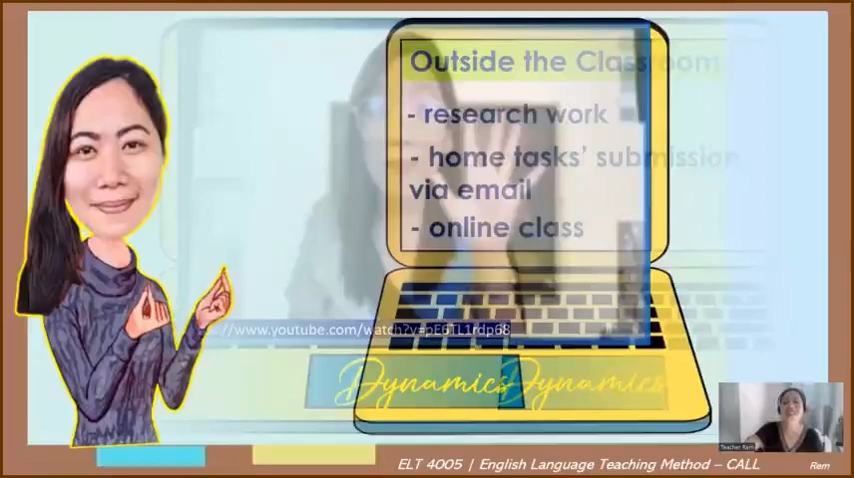 Outside the Classroom
- research work
- home tasks' submission
via email
- online class
//www.youtube.com/watch?v=pE6TL1rdp68
Dynamics Dynamics
Teacher Rem
ELT 4005 | English Language Teaching Method – CALL
Rem